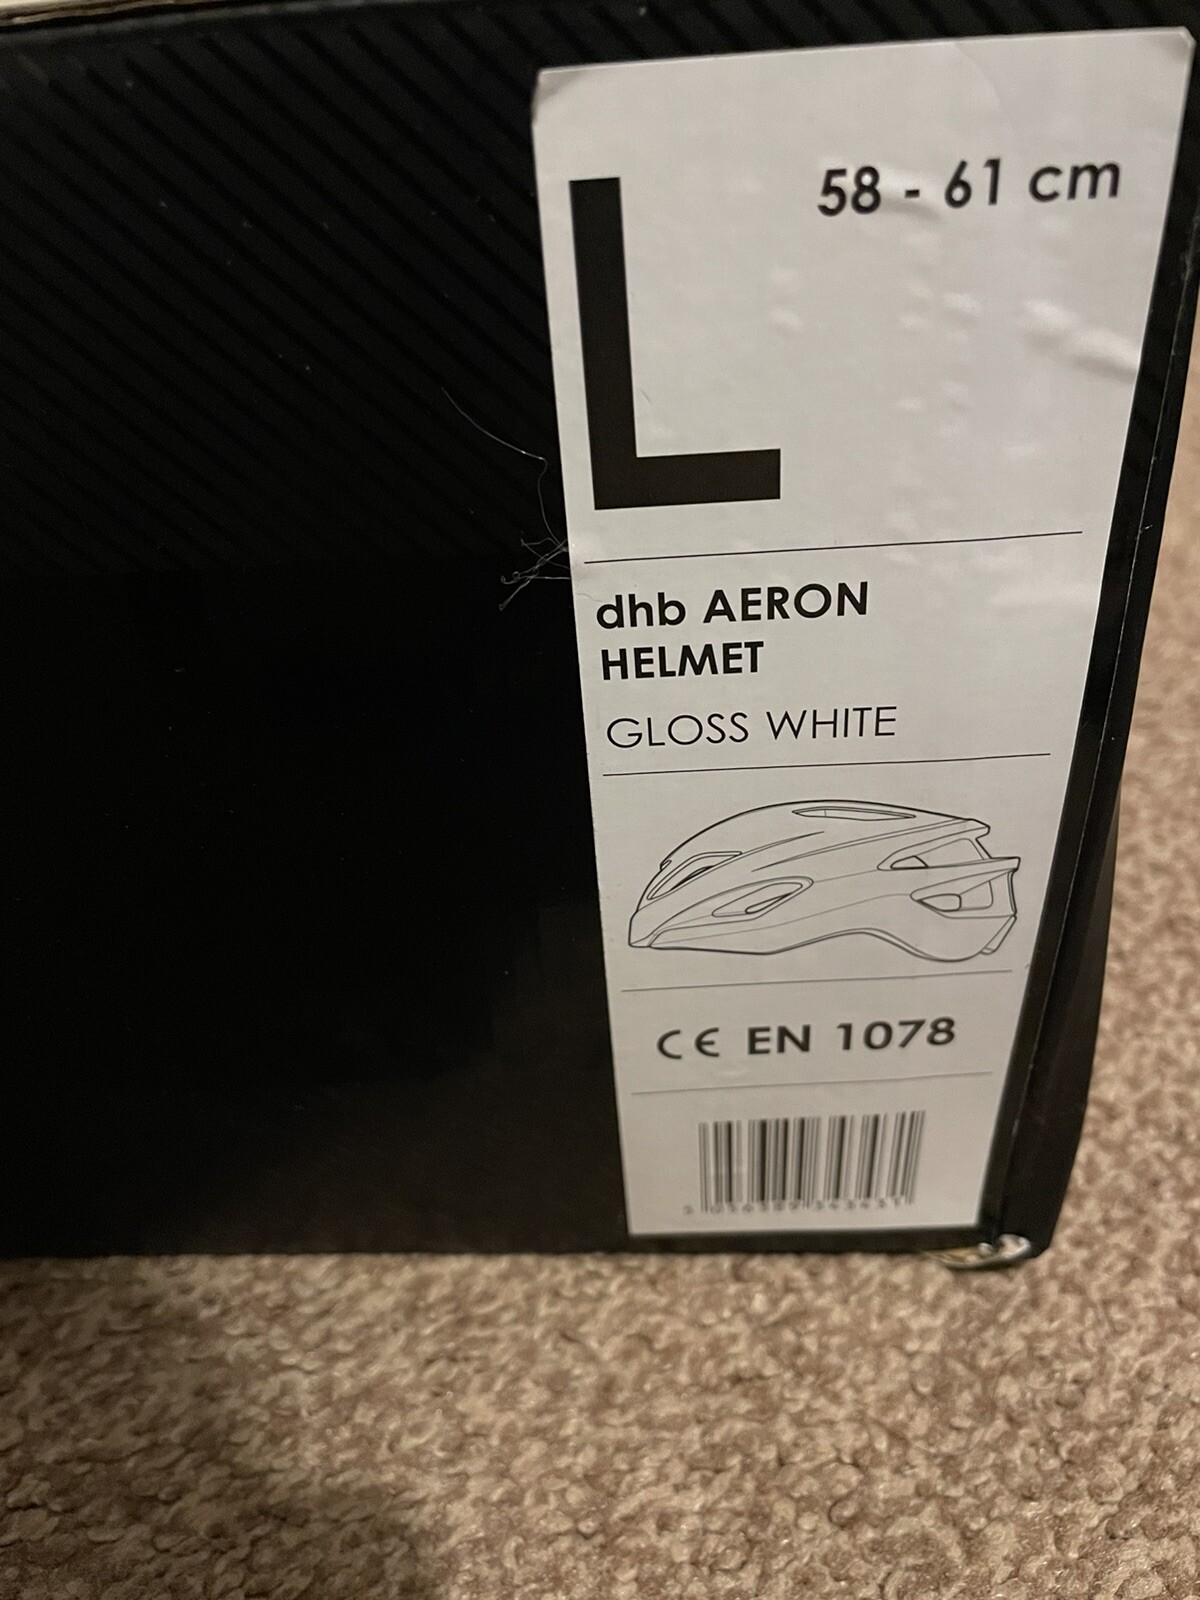 L
58 - 61 cm
dhb AERON
HELMET
GLOSS WHITE
CE EN 1078